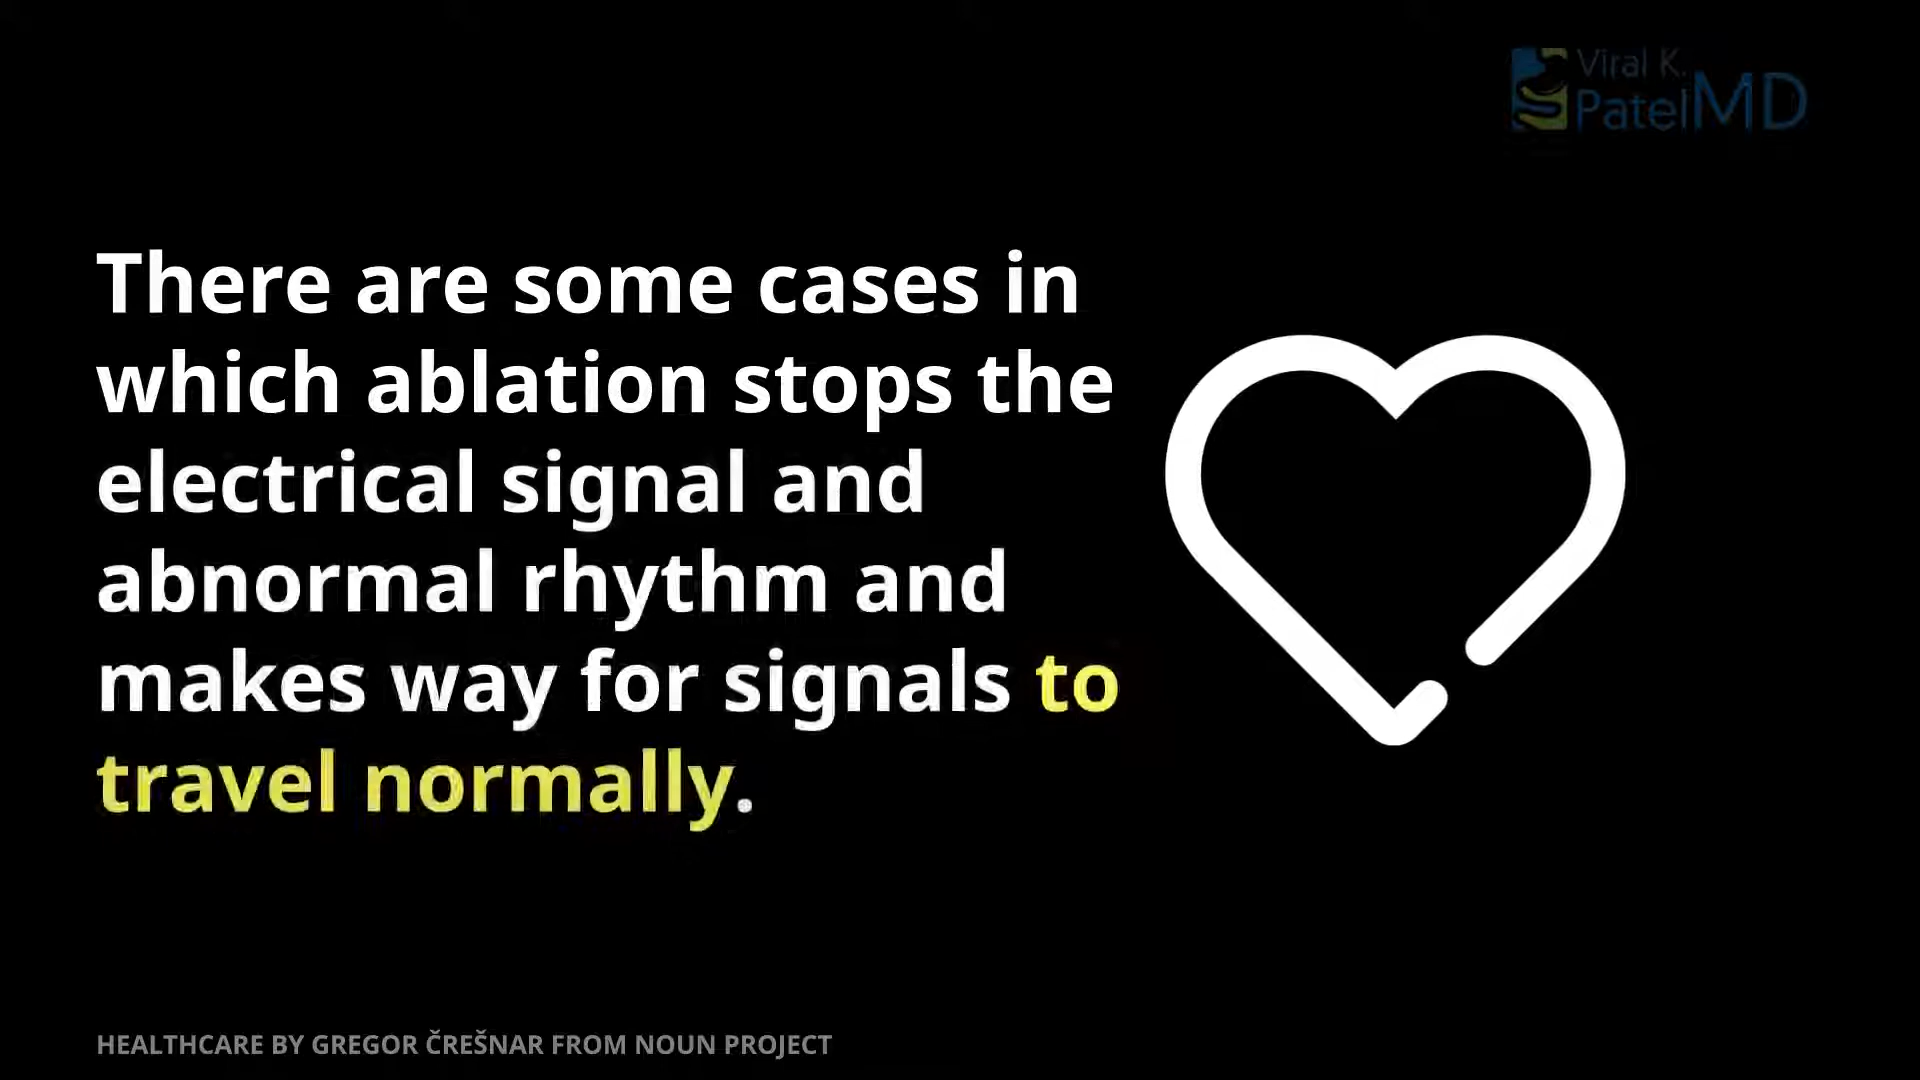 Viral K.
PatelMD
There are some cases in
which ablation stops the
electrical signal and
abnormal rhythm and
makes way for signals to
travel normally.
HEALTHCARE BY GREGOR ČREŠNAR FROM NOUN PROJECT